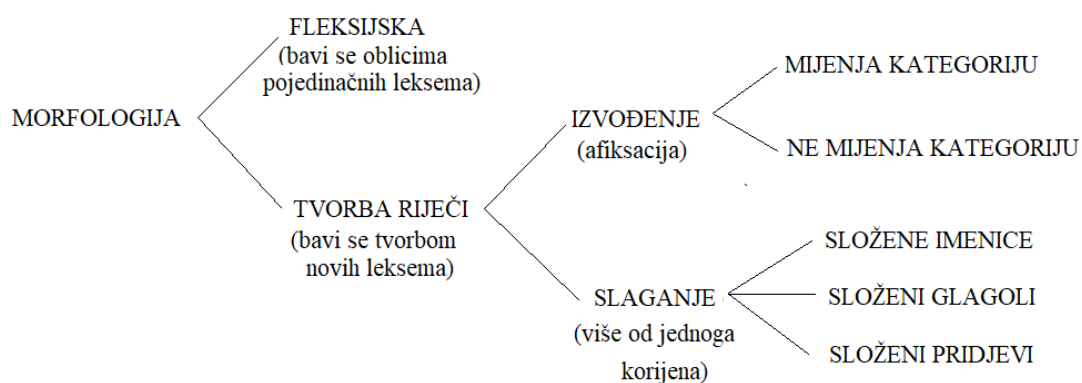 FLEKSIJSKA
(bavi se oblicima
pojedinačnih leksema)
MORFOLOGIJA
TVORBA RIJEČI
(bavi se tvorbom
novih leksema)
IZVOĐENJE
(afiksacija)
MIJENJA KATEGORIJU
NE MIJENJA KATEGORIJU
SLAGANJE
(više od jednoga
korijena)
SLOŽENE IMENICE
SLOŽENI GLAGOLI
SLOŽENI PRIDJEVI